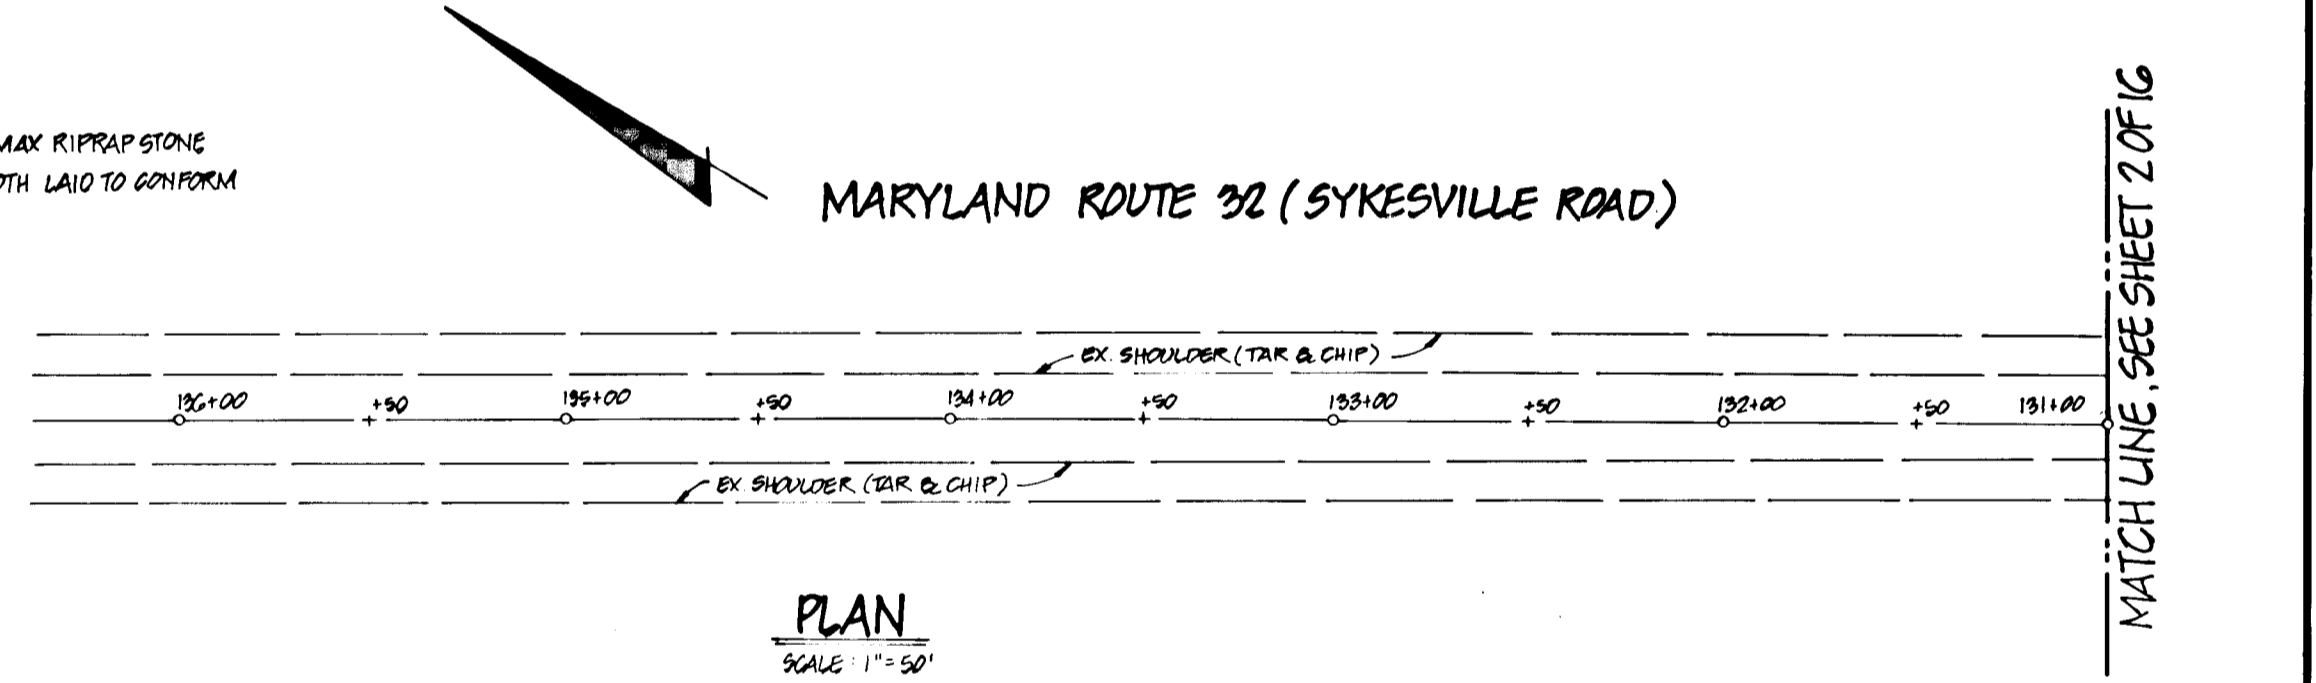 MAX RIPRAP STONE
OTH LAID TO CONFORM
MARYLAND ROUTE 32 (SYKESVILLE ROAD)
MATCH LINE, SEE SHEET 2 OF 16
EX. SHOULDER (TAR & CHIP)
136+00 +50 135+00 +50 134+00 +50 133+00 +50 132+00 +50 131+00
EX. SHOULDER (TAR & CHIP)
PLAN
SCALE : 1" = 50'